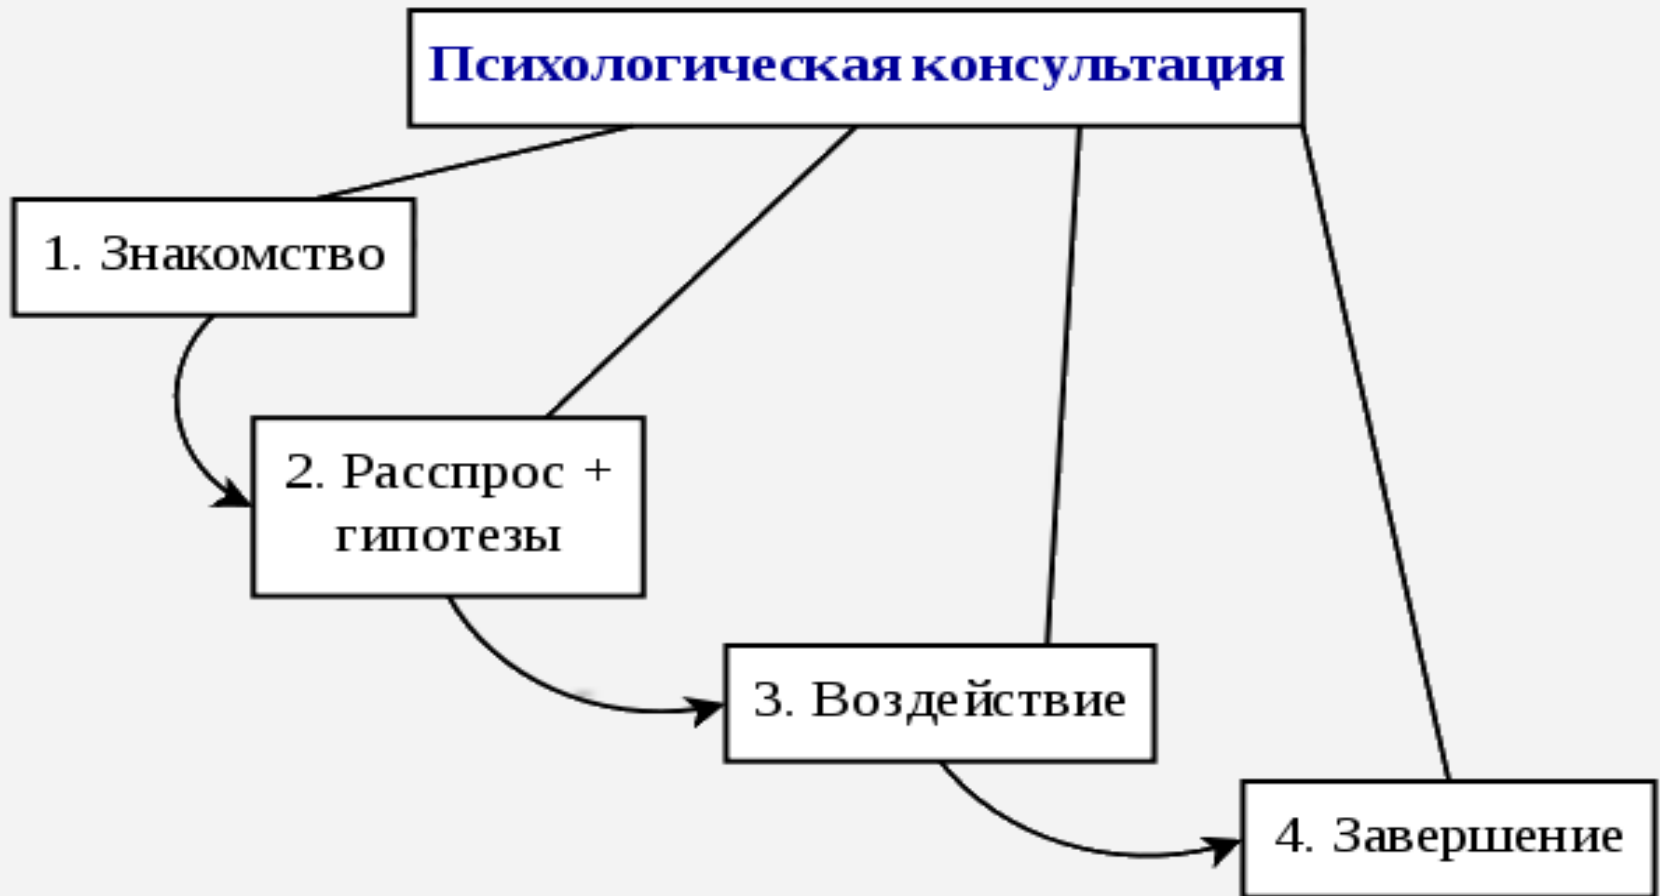 Психологическая консультация
1. Знакомство
2. Расспрос +
гипотезы
3. Воздействие
4. Завершение